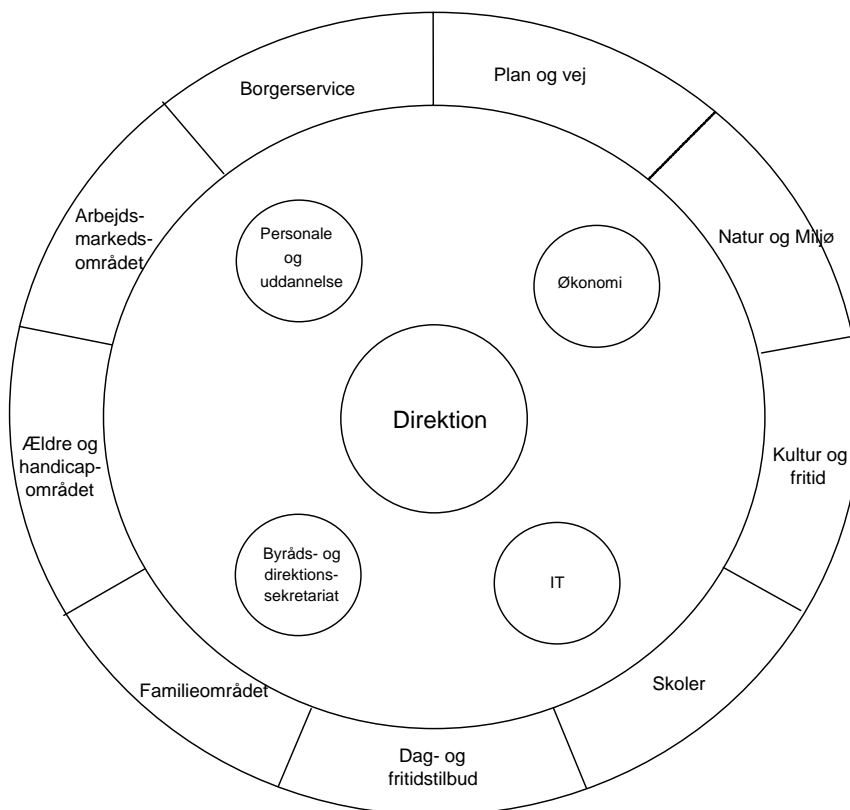 Borgerservice
Plan og vej
Arbejds-
markeds-
området
Natur og Miljø
Personale
og
uddannelse
Økonomi
Direktion
Ældre og
handicap-
området
Kultur og
fritid
Byråds- og
direktions-
sekretariat
IT
Familieområdet
Skoler
Dag- og
fritidstilbud